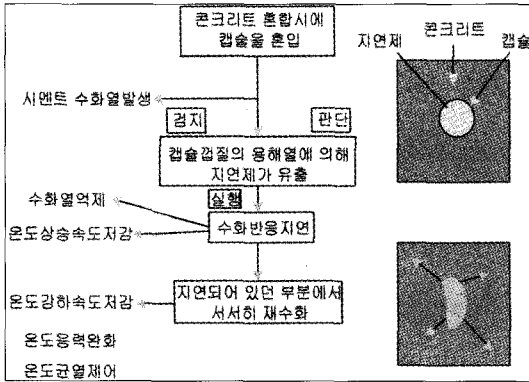 콘크리트 혼합시에
캡슐을 혼입
지연제
콘크리트
캡슐
시멘트 수화열발생
검지
판단
캡슐껍질의 용해열에 의해
지연제가 유출
실행
수화열억제
수화반응지연
온도상승속도저감
지연되어 있던 부분에서
서서히 재수화
온도강하속도저감
온도응력완화
온도균열제어